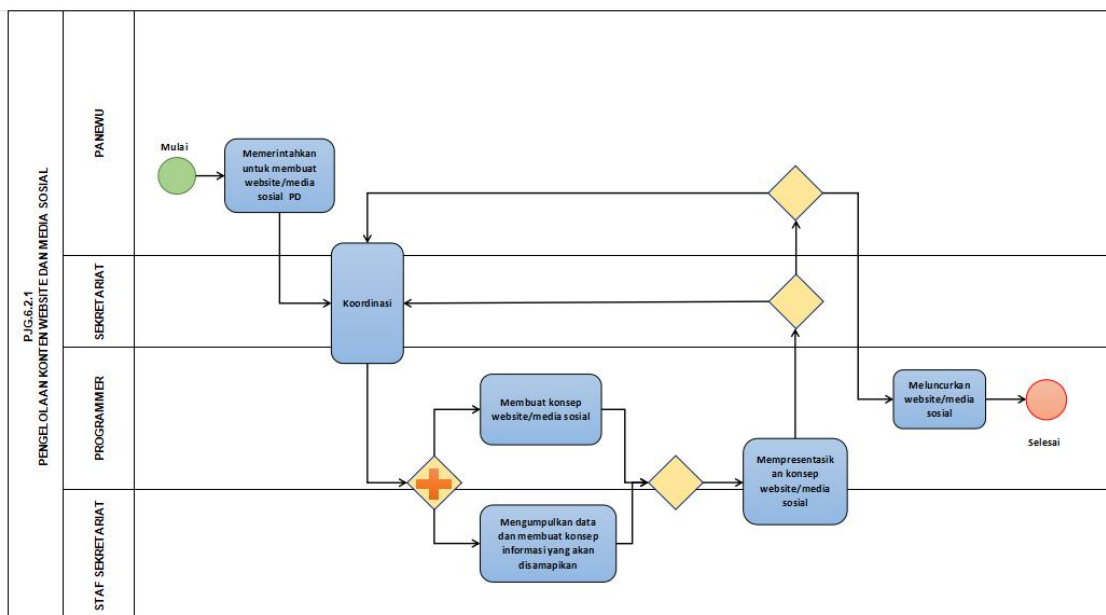 PJG.6.2.1
PENGELOLAAN KONTEN WEBSITE DAN MEDIA SOSIAL
PANEWU
Mulai
Memerintahkan
untuk membuat
website/media
sosial PD
SEKRETARIAT
Koordinasi
PROGRAMMER
Membuat konsep
website/media sosial
Mempresentasik
an konsep
website/media
sosial
Meluncurkan
website/media
sosial
Selesai
STAF SEKRETARIAT
Mengumpulkan data
dan membuat konsep
informasi yang akan
disamapikan